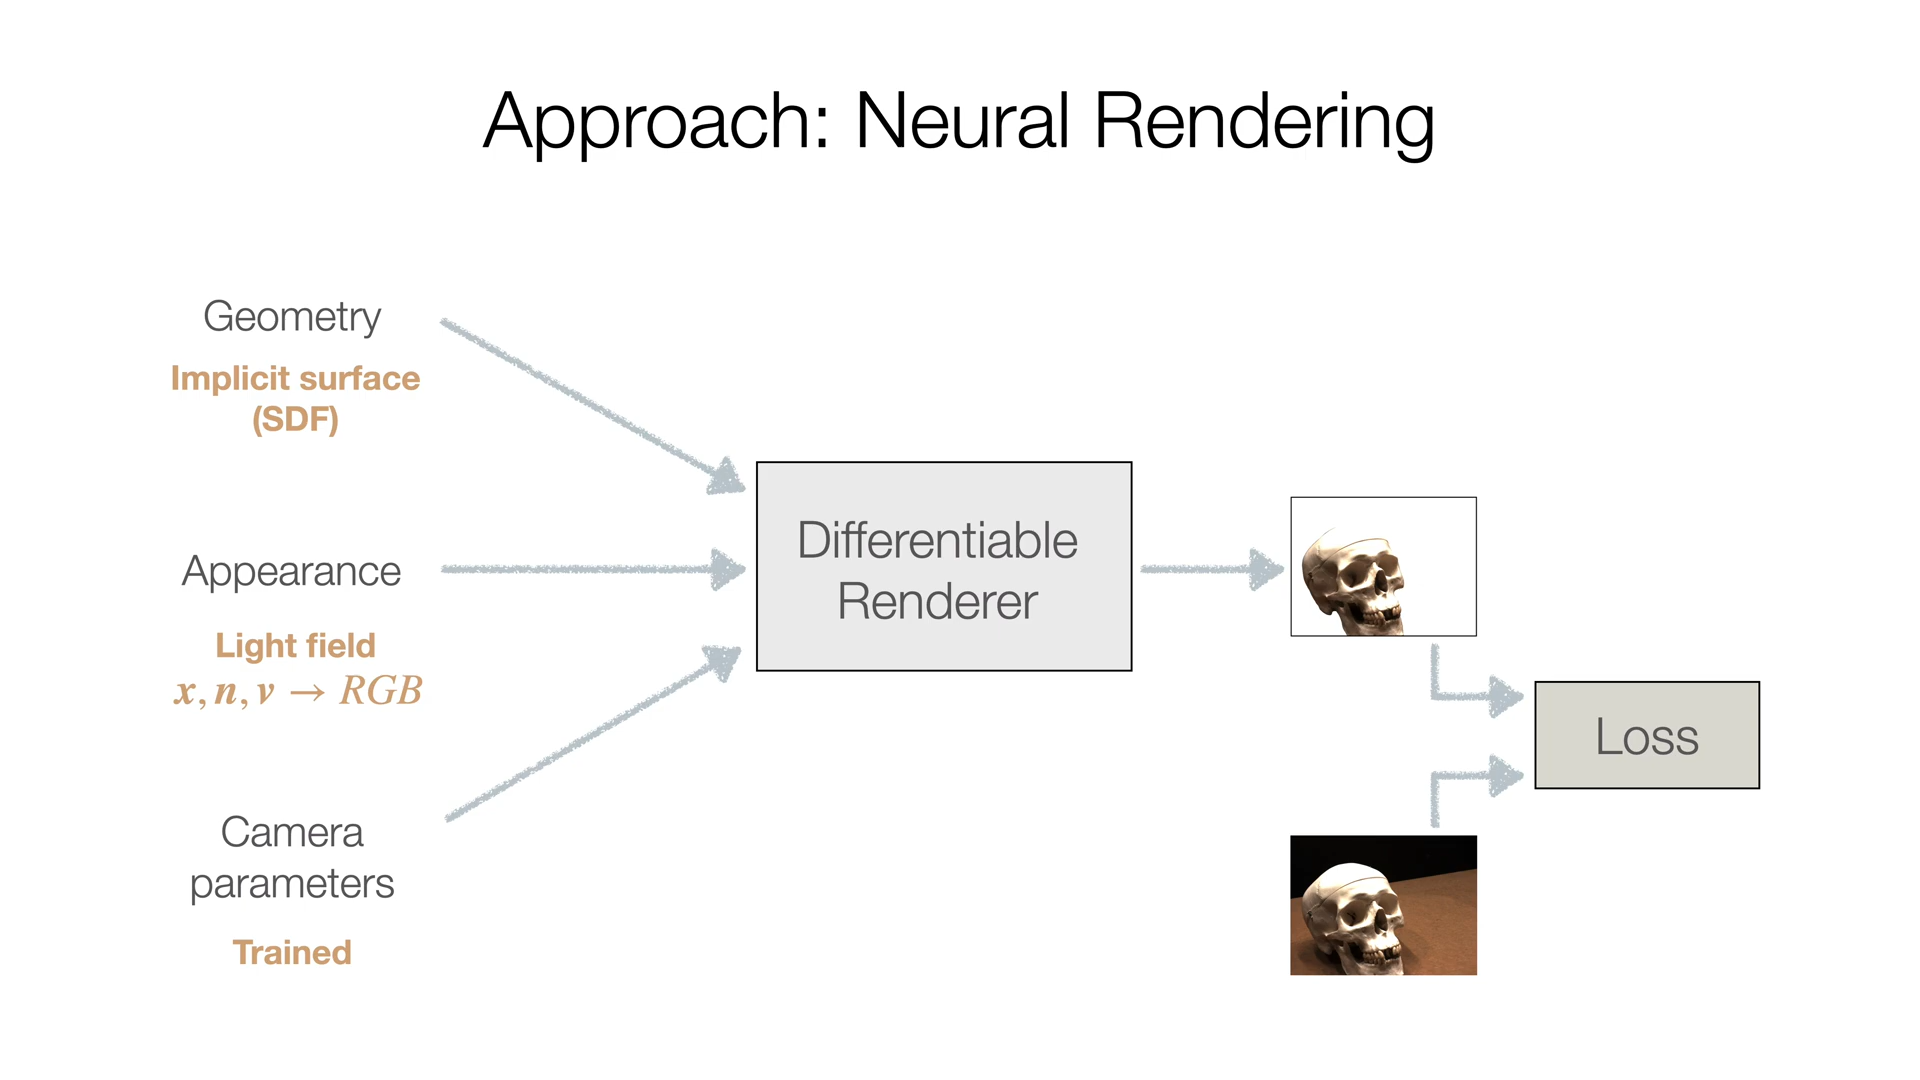 Approach: Neural Rendering
Geometry
Implicit surface
(SDF)
Appearance
Light field
x, n, v → RGB
Camera
parameters
Trained
Differentiable
Renderer
Loss